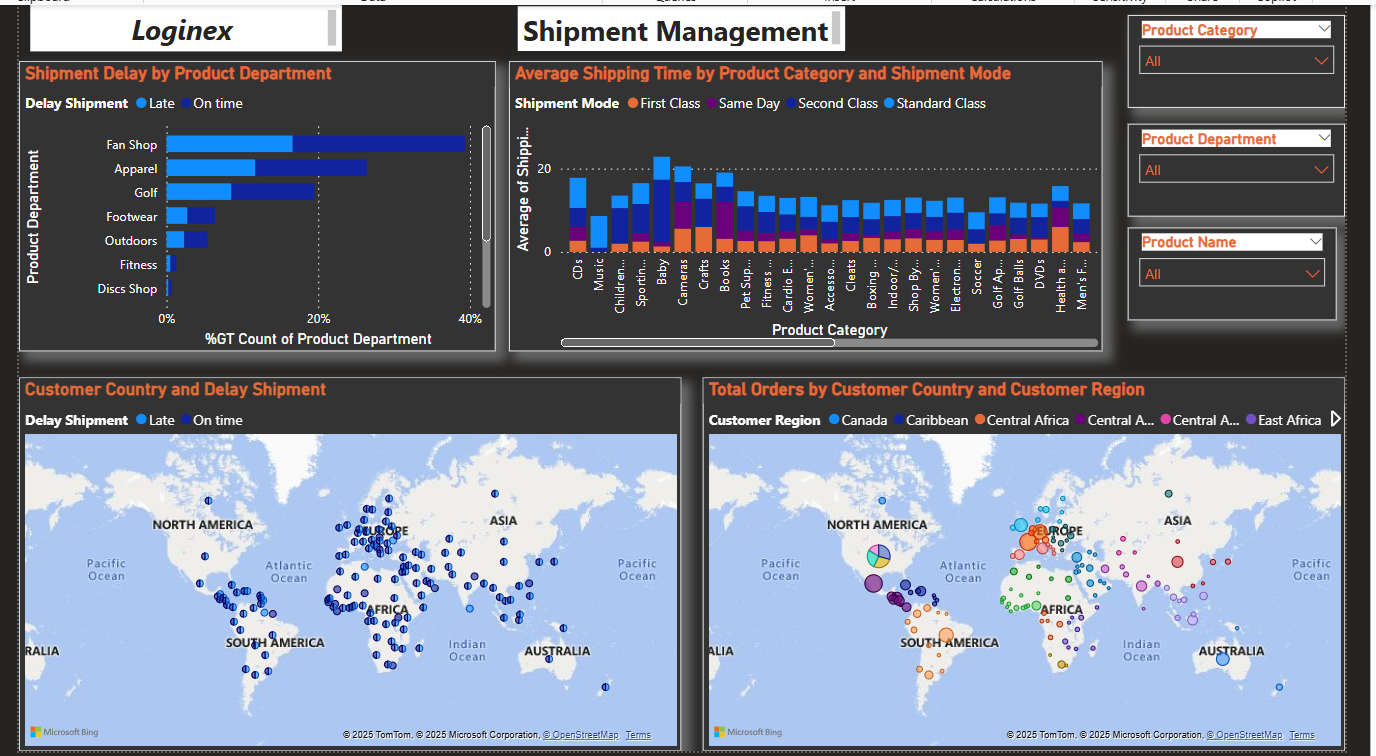 Loginex
Shipment Management
Product Category
All
Product Department
All
Product Name
All
Shipment Delay by Product Department
Delay Shipment Late On time
Product Department
Fan Shop
Apparel
Golf
Footwear
Outdoors
Fitness
Discs Shop
0% 20% 40%
%GT Count of Product Department
Average Shipping Time by Product Category and Shipment Mode
Shipment Mode First Class Same Day Second Class Standard Class
Average of Shippi...
20
0
CDs
Music
Children...
Sportin...
Baby
Cameras
Crafts
Books
Pet Sup...
Fitness ...
Cardio E...
Women'...
Accesso...
Cleats
Boxing ...
Indoor/...
Shop By...
Women'...
Electron...
Soccer
Golf Ap...
Golf Balls
DVDs
Health a...
Men's F...
Product Category
Customer Country and Delay Shipment
Delay Shipment Late On time
NORTH AMERICA
EUROPE
ASIA
Pacific
Ocean
Atlantic
Ocean
Pacific
Ocean
AFRICA
SOUTH AMERICA
Indian
Ocean
RALIA
AUSTRALIA
Microsoft Bing
© 2025 TomTom, © 2025 Microsoft Corporation, © OpenStreetMap Terms
Total Orders by Customer Country and Customer Region
Customer Region Canada Caribbean Central Africa Central A... Central A... East Africa
NORTH AMERICA
EUROPE
ASIA
Pacific
Ocean
Atlantic
Ocean
Pacific
Ocean
AFRICA
SOUTH AMERICA
Indian
Ocean
ALIA
AUSTRALIA
Microsoft Bing
© 2025 TomTom, © 2025 Microsoft Corporation, © OpenStreetMap Terms